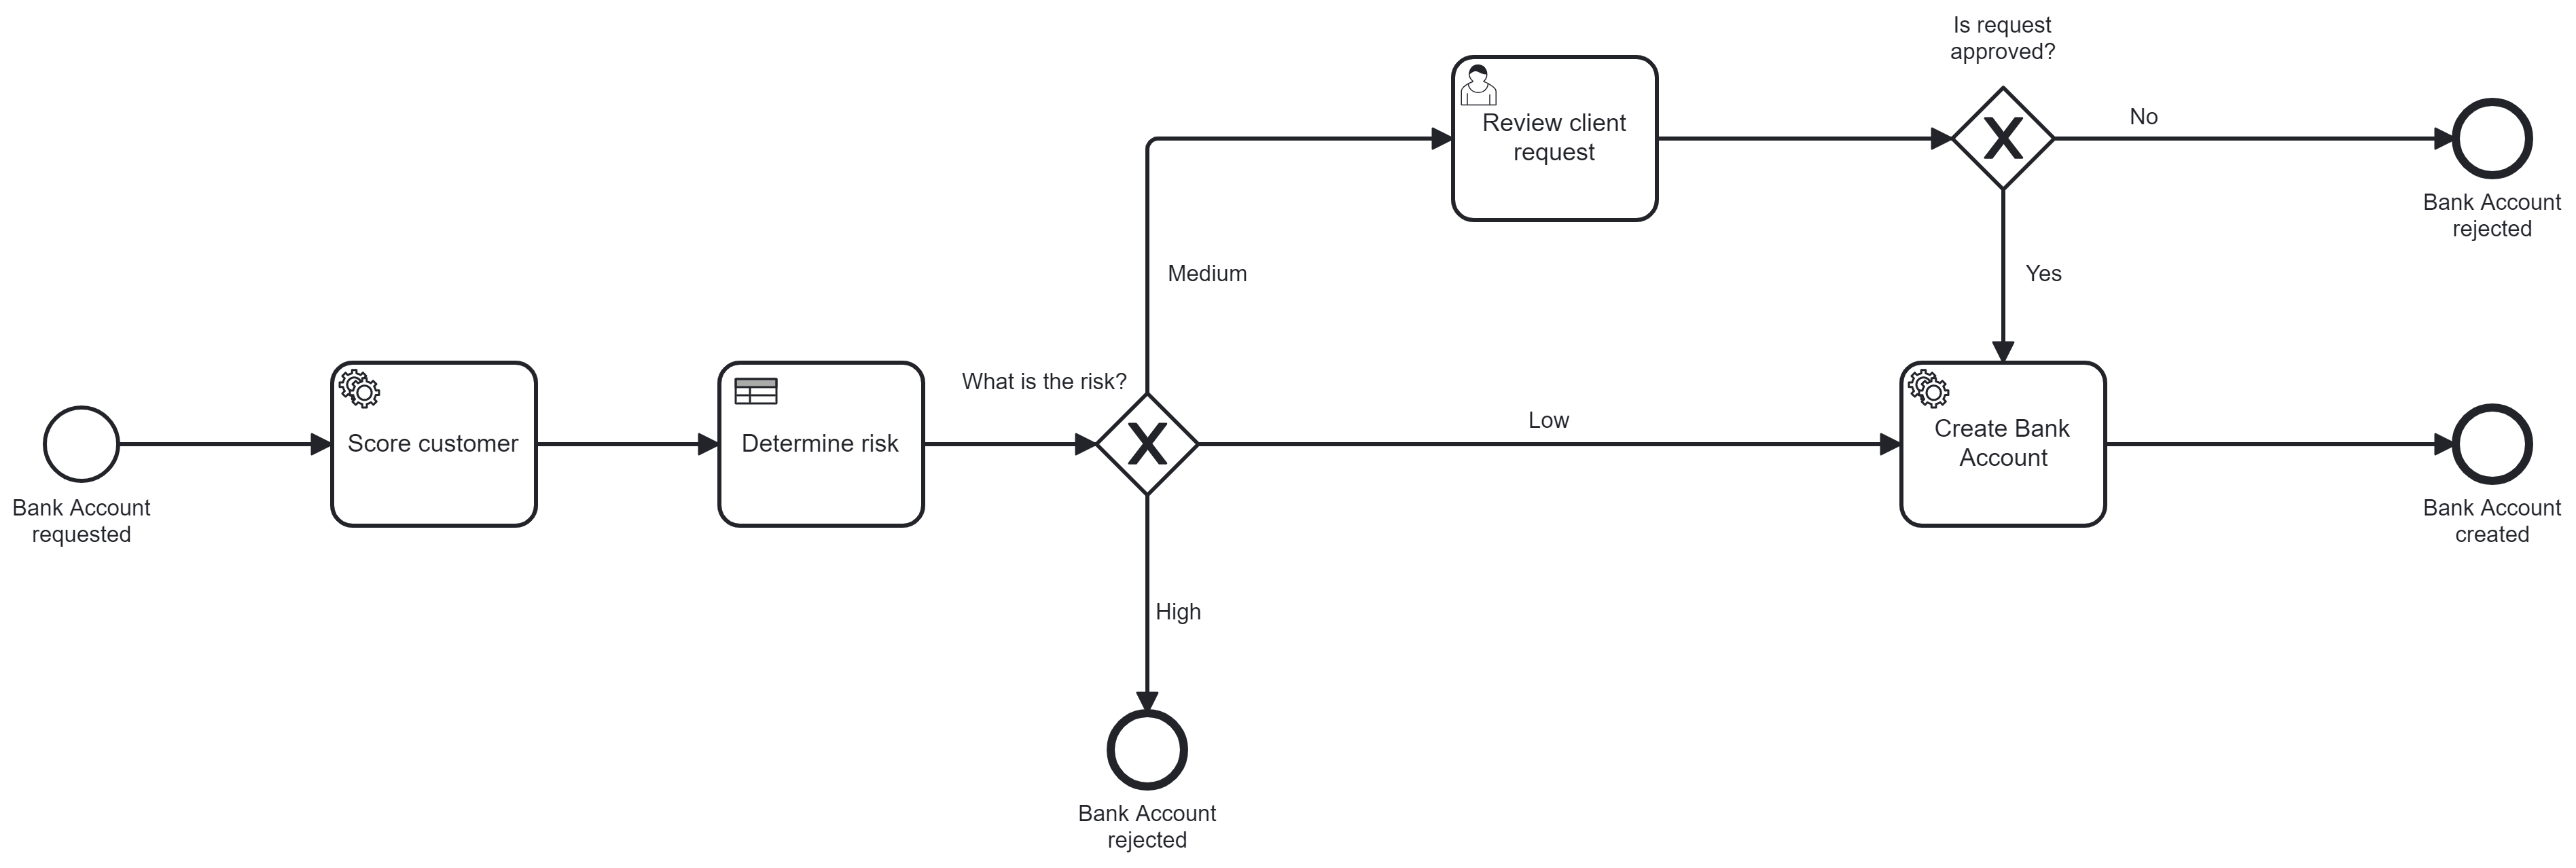 Is request
approved?
Review client
request
No
Bank Account
rejected
Medium
Yes
What is the risk?
Score customer
Determine risk
Low
Create Bank
Account
Bank Account
requested
Bank Account
created
High
Bank Account
rejected